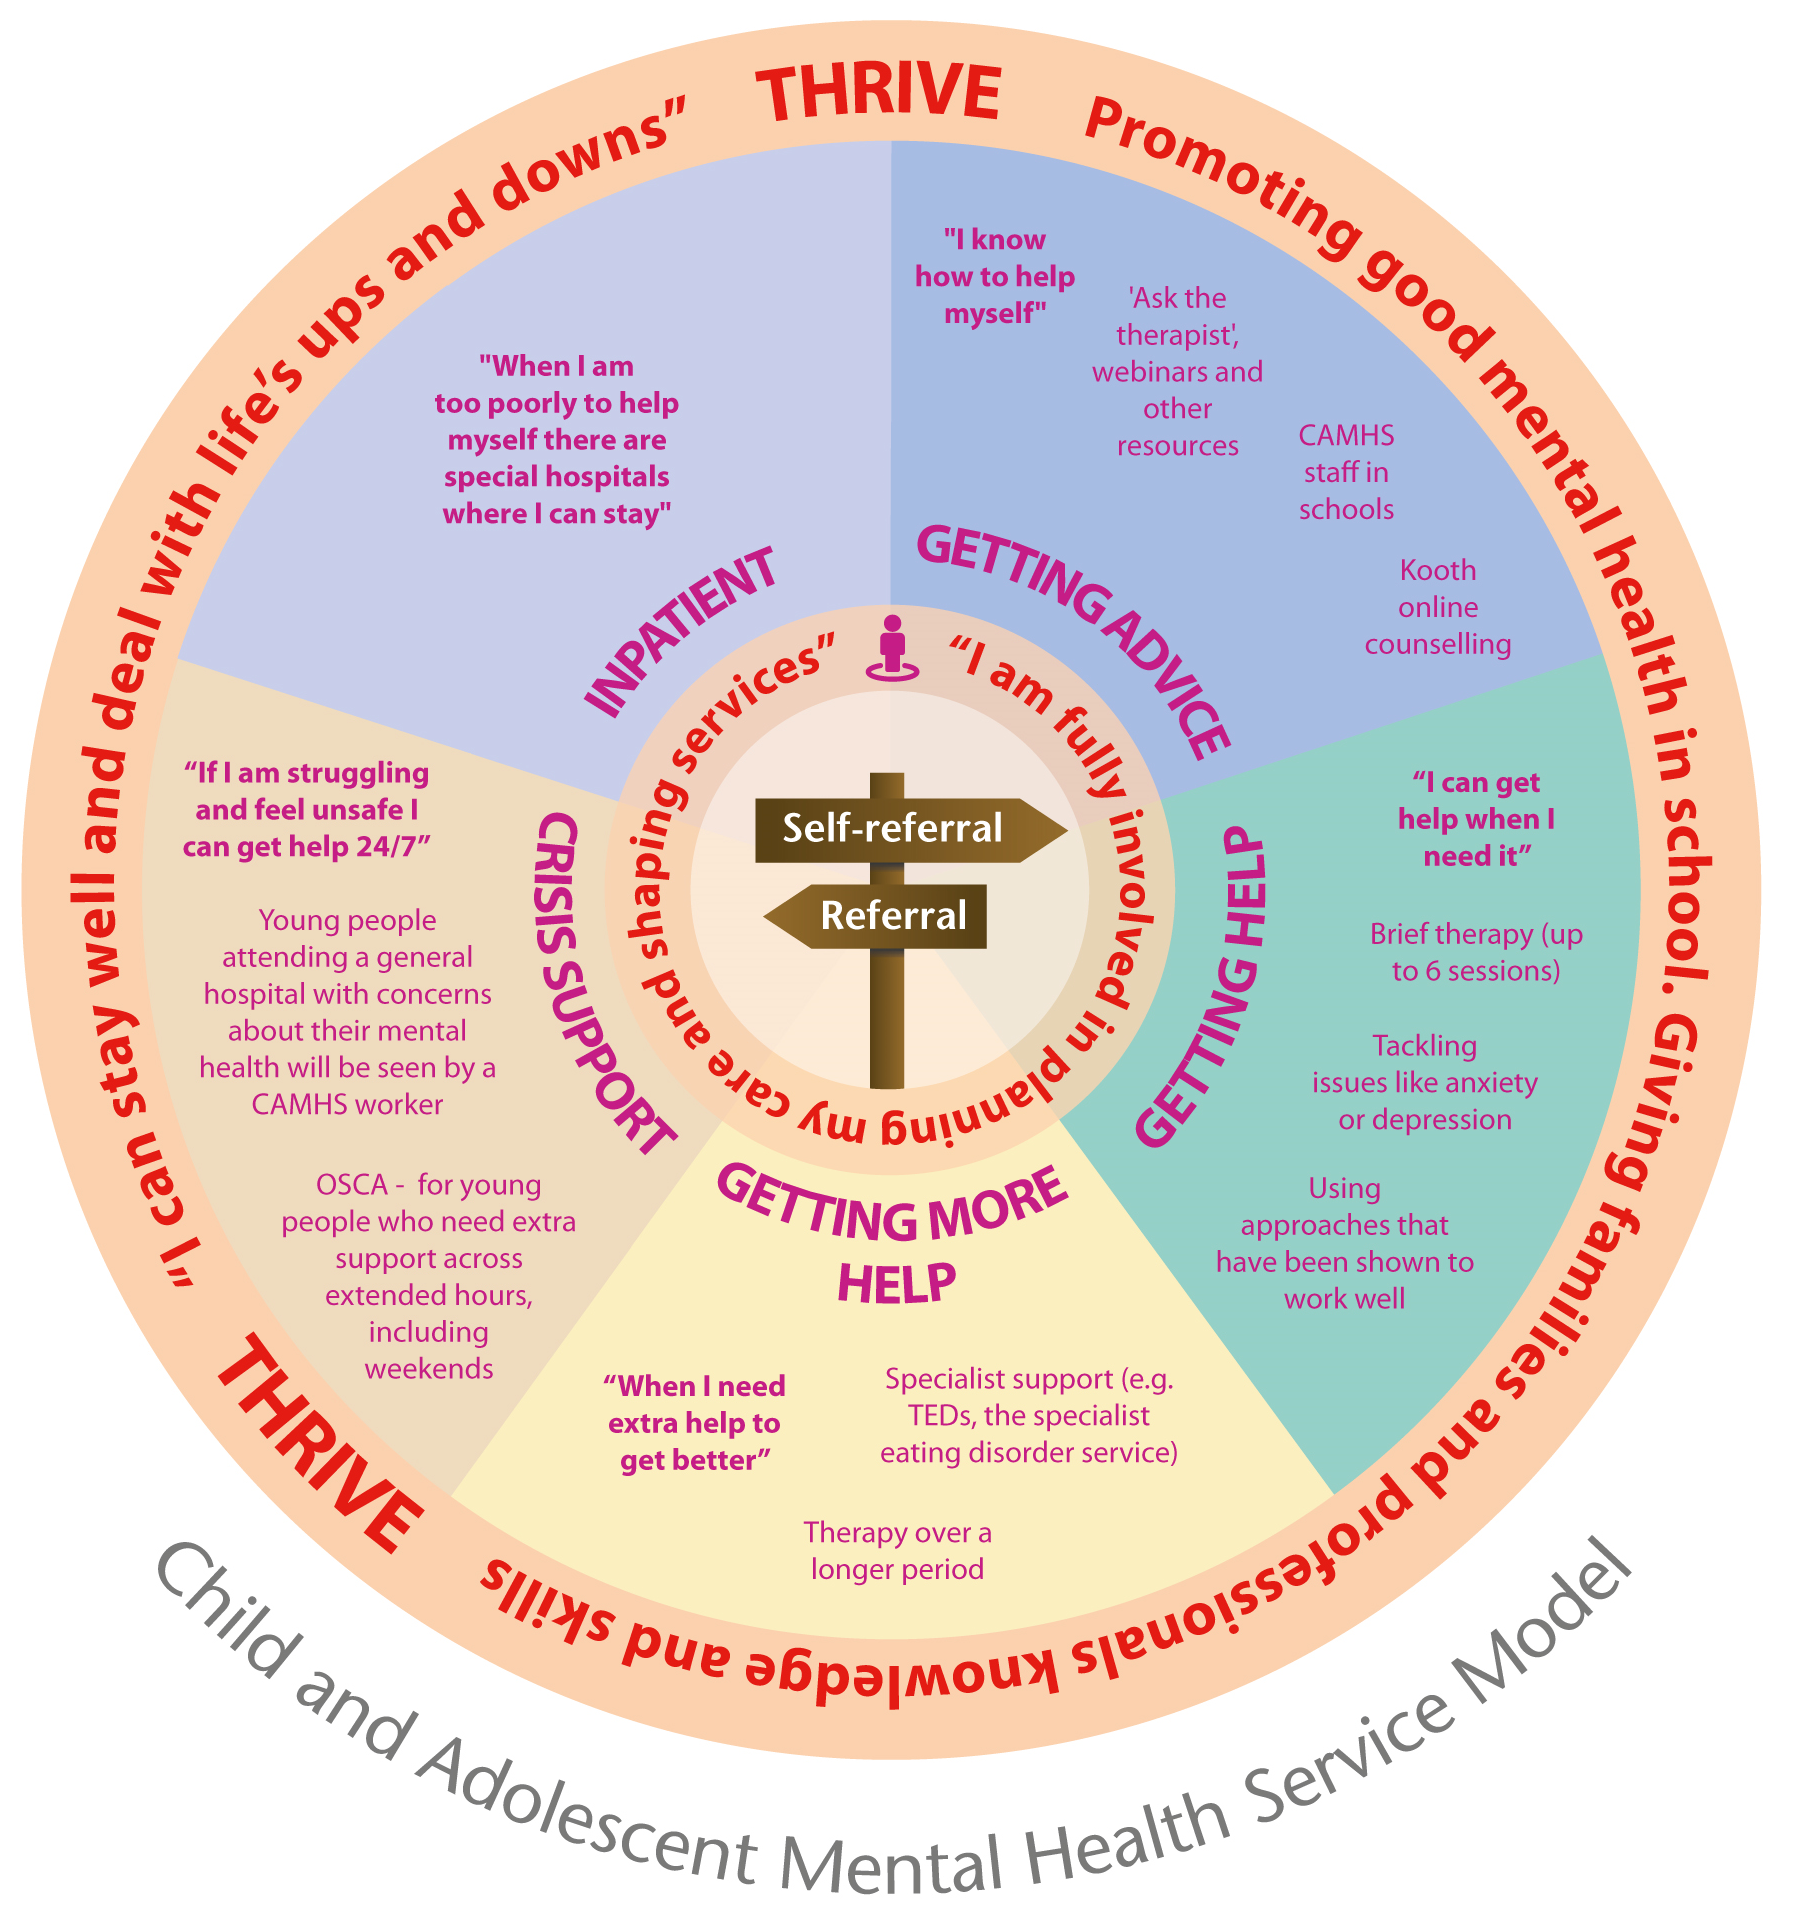 THRIVE
Promoting good mental health in school. Giving families and professionals knowledge and skills
THRIVE
“I can stay well and deal with life’s ups and downs”
GETTING ADVICE
"I know
how to help
myself"
'Ask the
therapist',
webinars and
other
resources
CAMHS
staff in
schools
Kooth
online
counselling
GETTING HELP
“I can get
help when I
need it”
Brief therapy (up
to 6 sessions)
Tackling
issues like anxiety
or depression
Using
approaches that
have been shown to
work well
GETTING MORE
HELP
“When I need
extra help to
get better”
Specialist support (e.g.
TEDs, the specialist
eating disorder service)
Therapy over a
longer period
CRISIS SUPPORT
“If I am struggling
and feel unsafe I
can get help 24/7”
Young people
attending a general
hospital with concerns
about their mental
health will be seen by a
CAMHS worker
OSCA -  for young
people who need extra
support across
extended hours,
including
weekends
INPATIENT
"When I am
too poorly to help
myself there are
special hospitals
where I can stay"
“I am fully involved in planning my care and shaping services”
Self-referral
Referral
Child and Adolescent Mental Health Service Model